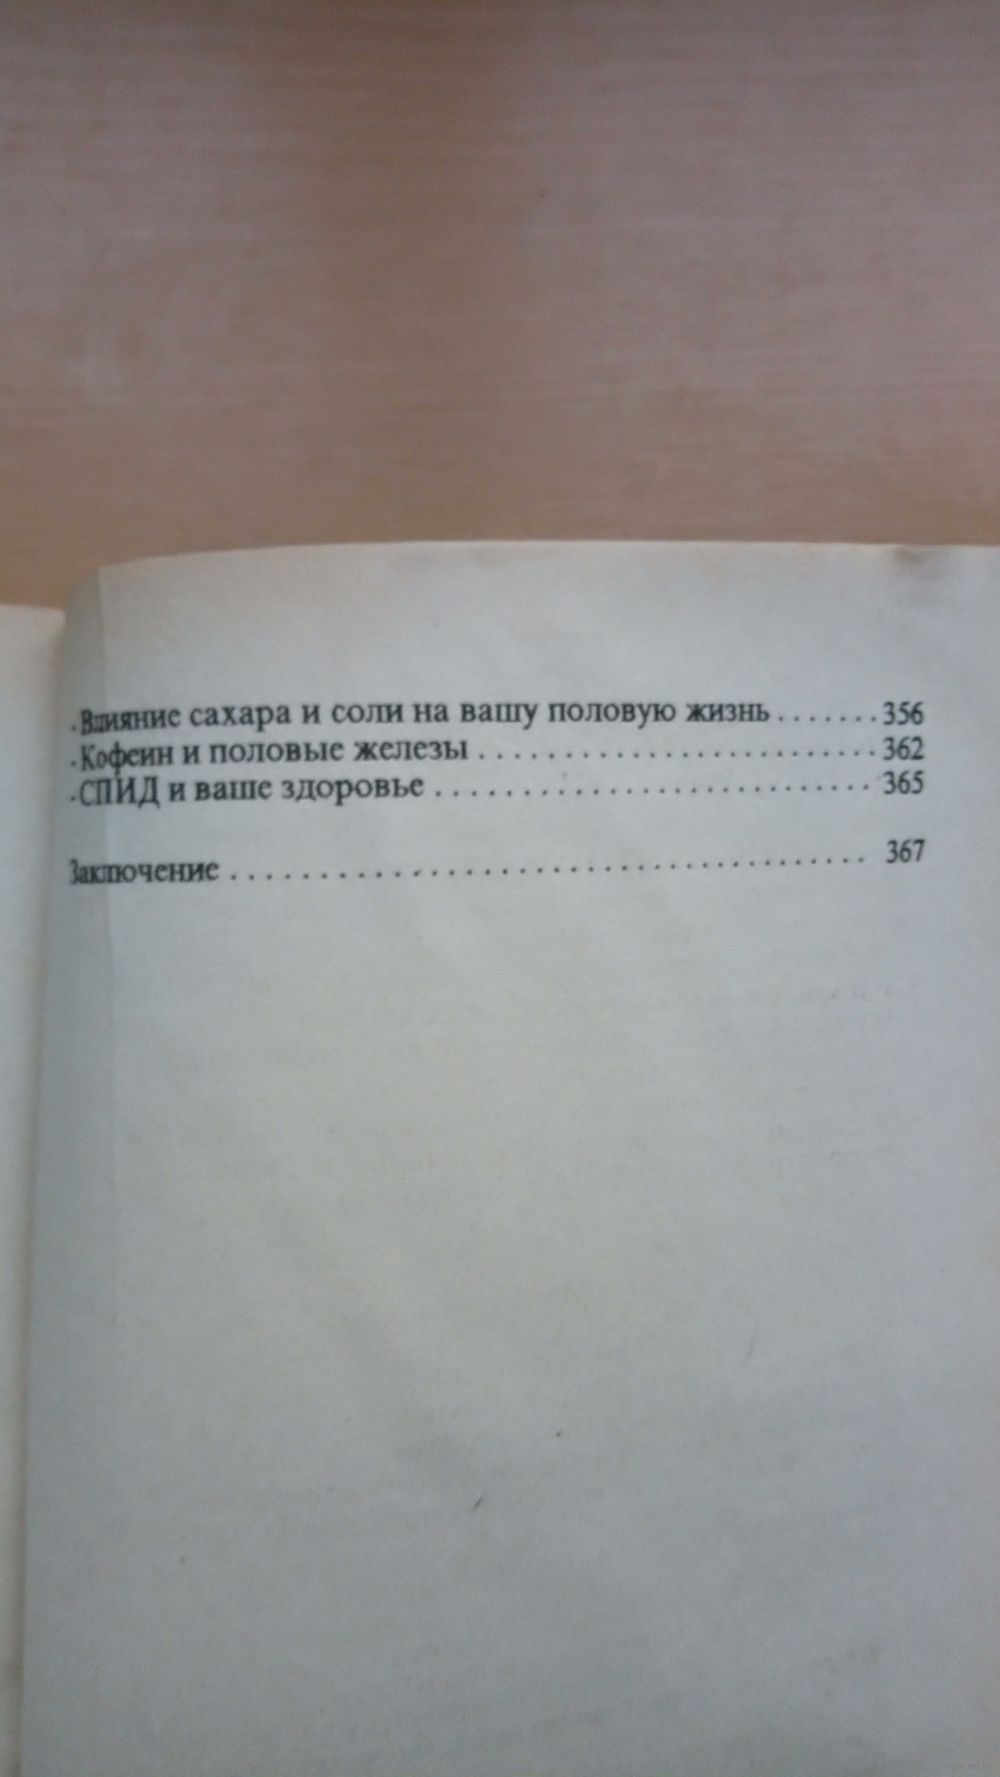 ·Влияние сахара и соли на вашу половую жизнь.......356
·Кофеин и половые железы..........................362
·СПИД и ваше здоровье............................365
Заключение ...................................... 367